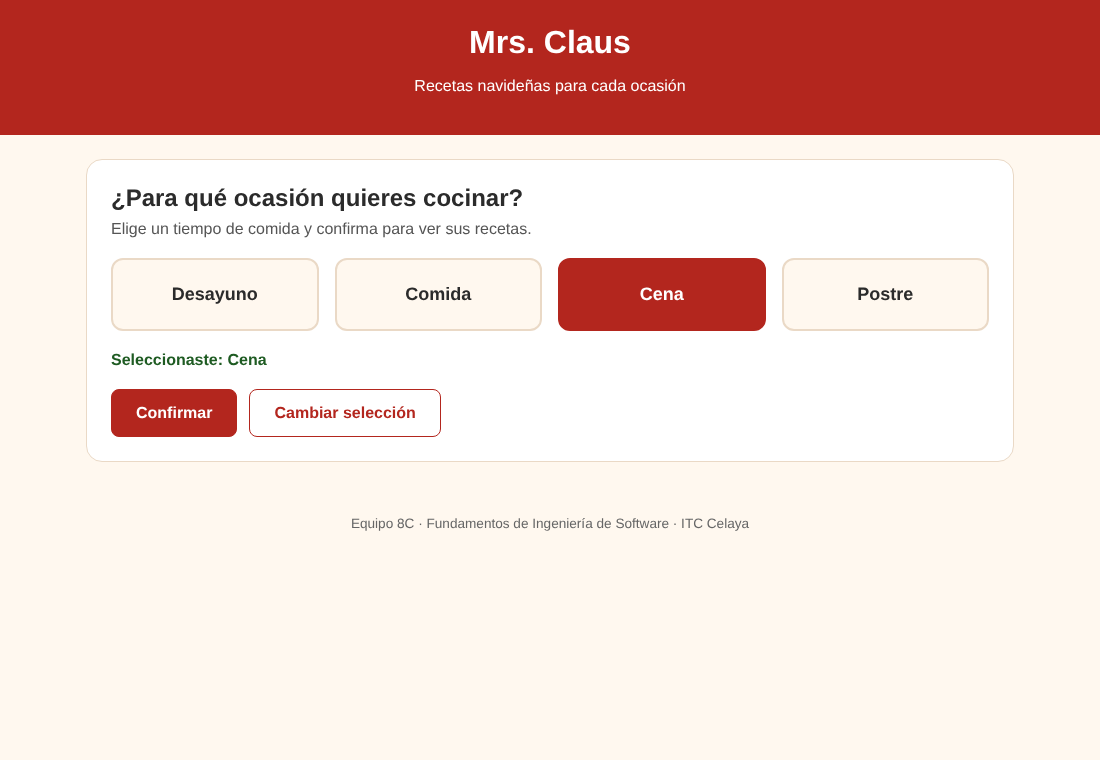 Mrs. Claus
Recetas navideñas para cada ocasión
¿Para qué ocasión quieres cocinar?
Elige un tiempo de comida y confirma para ver sus recetas.
Desayuno
Comida
Cena
Postre
Seleccionaste: Cena
Confirmar
Cambiar selección
Equipo 8C · Fundamentos de Ingeniería de Software · ITC Celaya